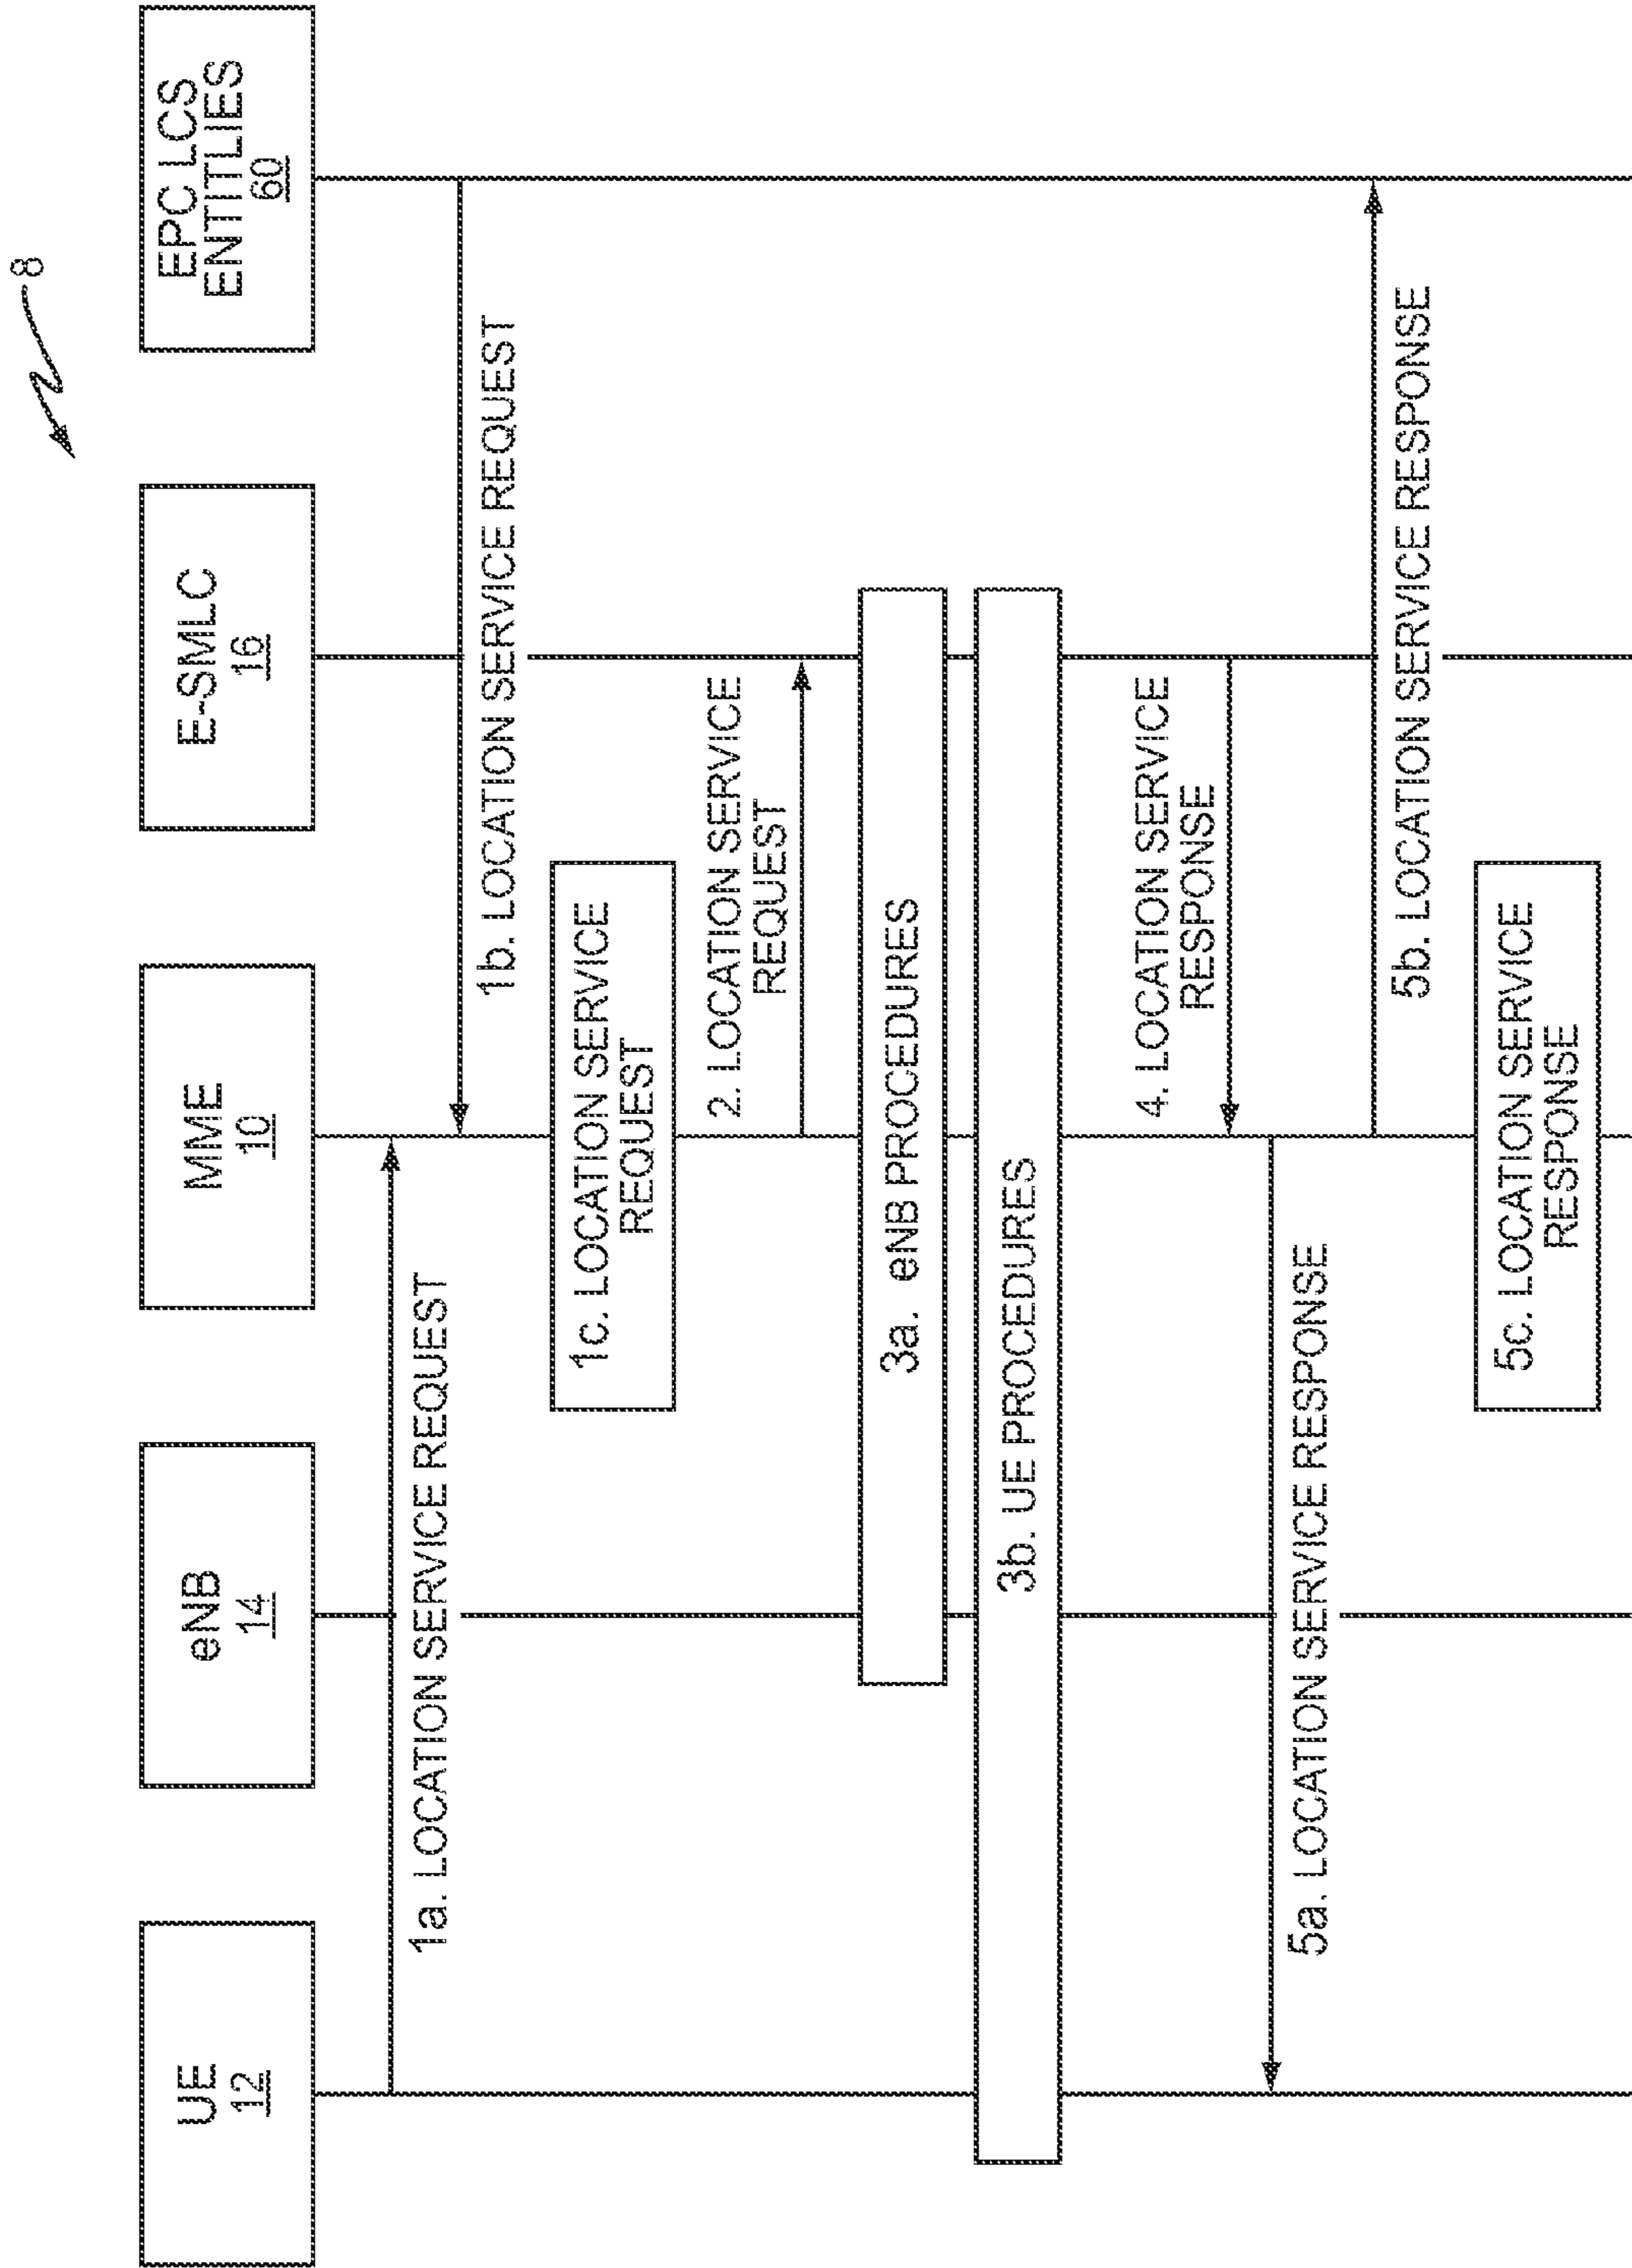 8
UE
12
eNB
14
MME
10
E-SMLC
16
EPC LCS
ENTITLIES
60
1a. LOCATION SERVICE REQUEST
1b. LOCATION SERVICE REQUEST
1c. LOCATION SERVICE
REQUEST
2. LOCATION SERVICE
REQUEST
3a. eNB PROCEDURES
3b. UE PROCEDURES
4. LOCATION SERVICE
RESPONSE
5a. LOCATION SERVICE RESPONSE
5b. LOCATION SERVICE RESPONSE
5c. LOCATION SERVICE
RESPONSE